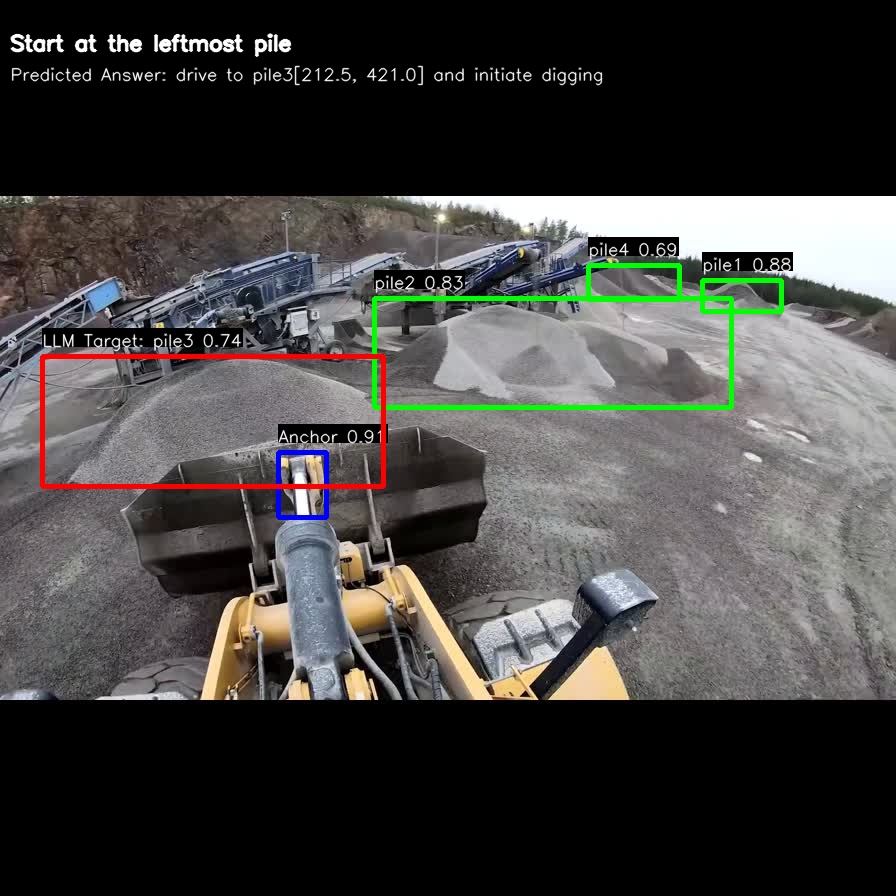 Start at the leftmost pile
Predicted Answer: drive to pile3[212.5, 421.0] and initiate digging
pile4 0.69
pile1 0.88
pile2 0.83
LLM Target: pile3 0.74
Anchor 0.91